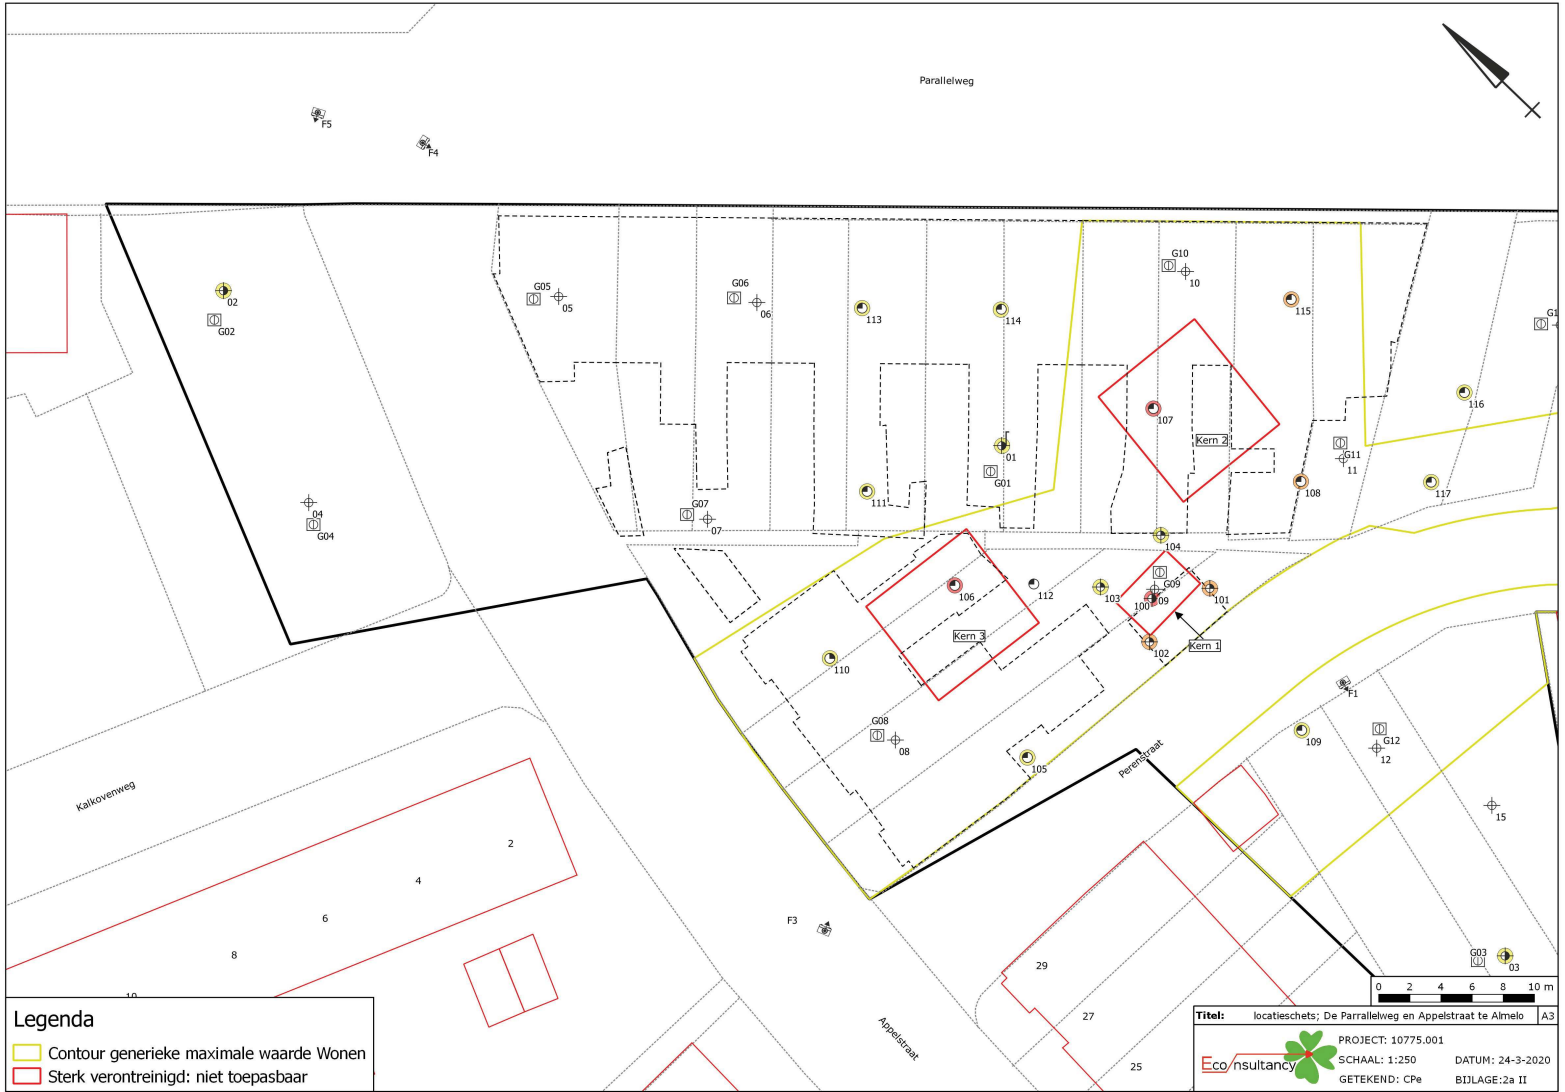 Parallelweg
F5
F4
G10
10
G05
05
G06
06
02
G02
113
114
115
G1
116
107
Kern 2
01
G01
G11
11
111
108
117
04
G04
G07
07
104
106
112
103
G09
09
100
101
Kern 3
Kern 1
102
110
F1
G08
08
105
109
G12
12
Perenstraat
15
Kalkovenweg
2
4
6
8
10
F3
29
27
25
G03
03
Appelstraat
0 2 4 6 8 10 m
Legenda
Contour generieke maximale waarde Wonen
Sterk verontreinigd: niet toepasbaar
Titel: locatieschets; De Parrallelweg en Appelstraat te Almelo A3
Eco nsultancy
PROJECT: 10775.001
SCHAAL: 1:250 DATUM: 24-3-2020
GETEKEND: CPe BIJLAGE:2a II